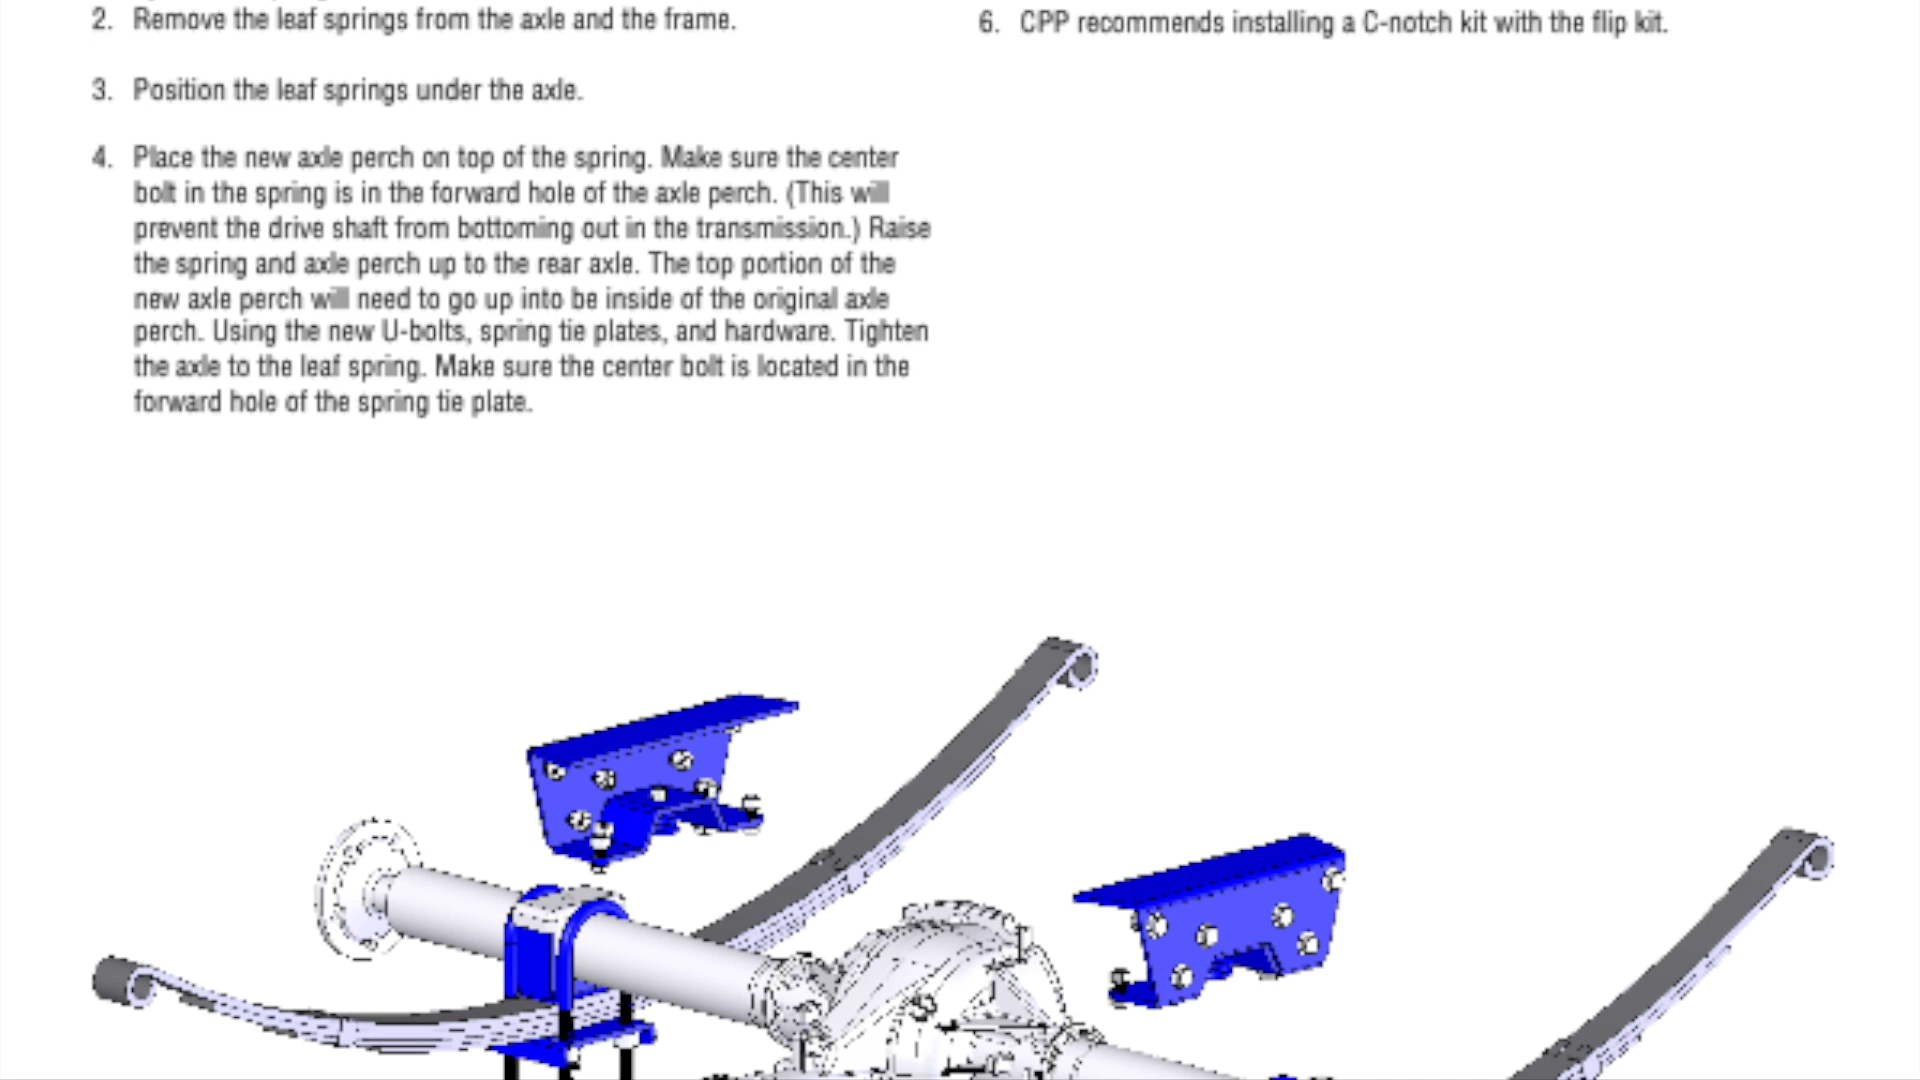 2. Remove the leaf springs from the axle and the frame.
3. Position the leaf springs under the axle.
4. Place the new axle perch on top of the spring. Make sure the center
bolt in the spring is in the forward hole of the axle perch. (This will
prevent the drive shaft from bottoming out in the transmission.) Raise
the spring and axle perch up to the rear axle. The top portion of the
new axle perch will need to go up into be inside of the original axle
perch. Using the new U-bolts, spring tie plates, and hardware. Tighten
the axle to the leaf spring. Make sure the center bolt is located in the
forward hole of the spring tie plate.
6. CPP recommends installing a C-notch kit with the flip kit.